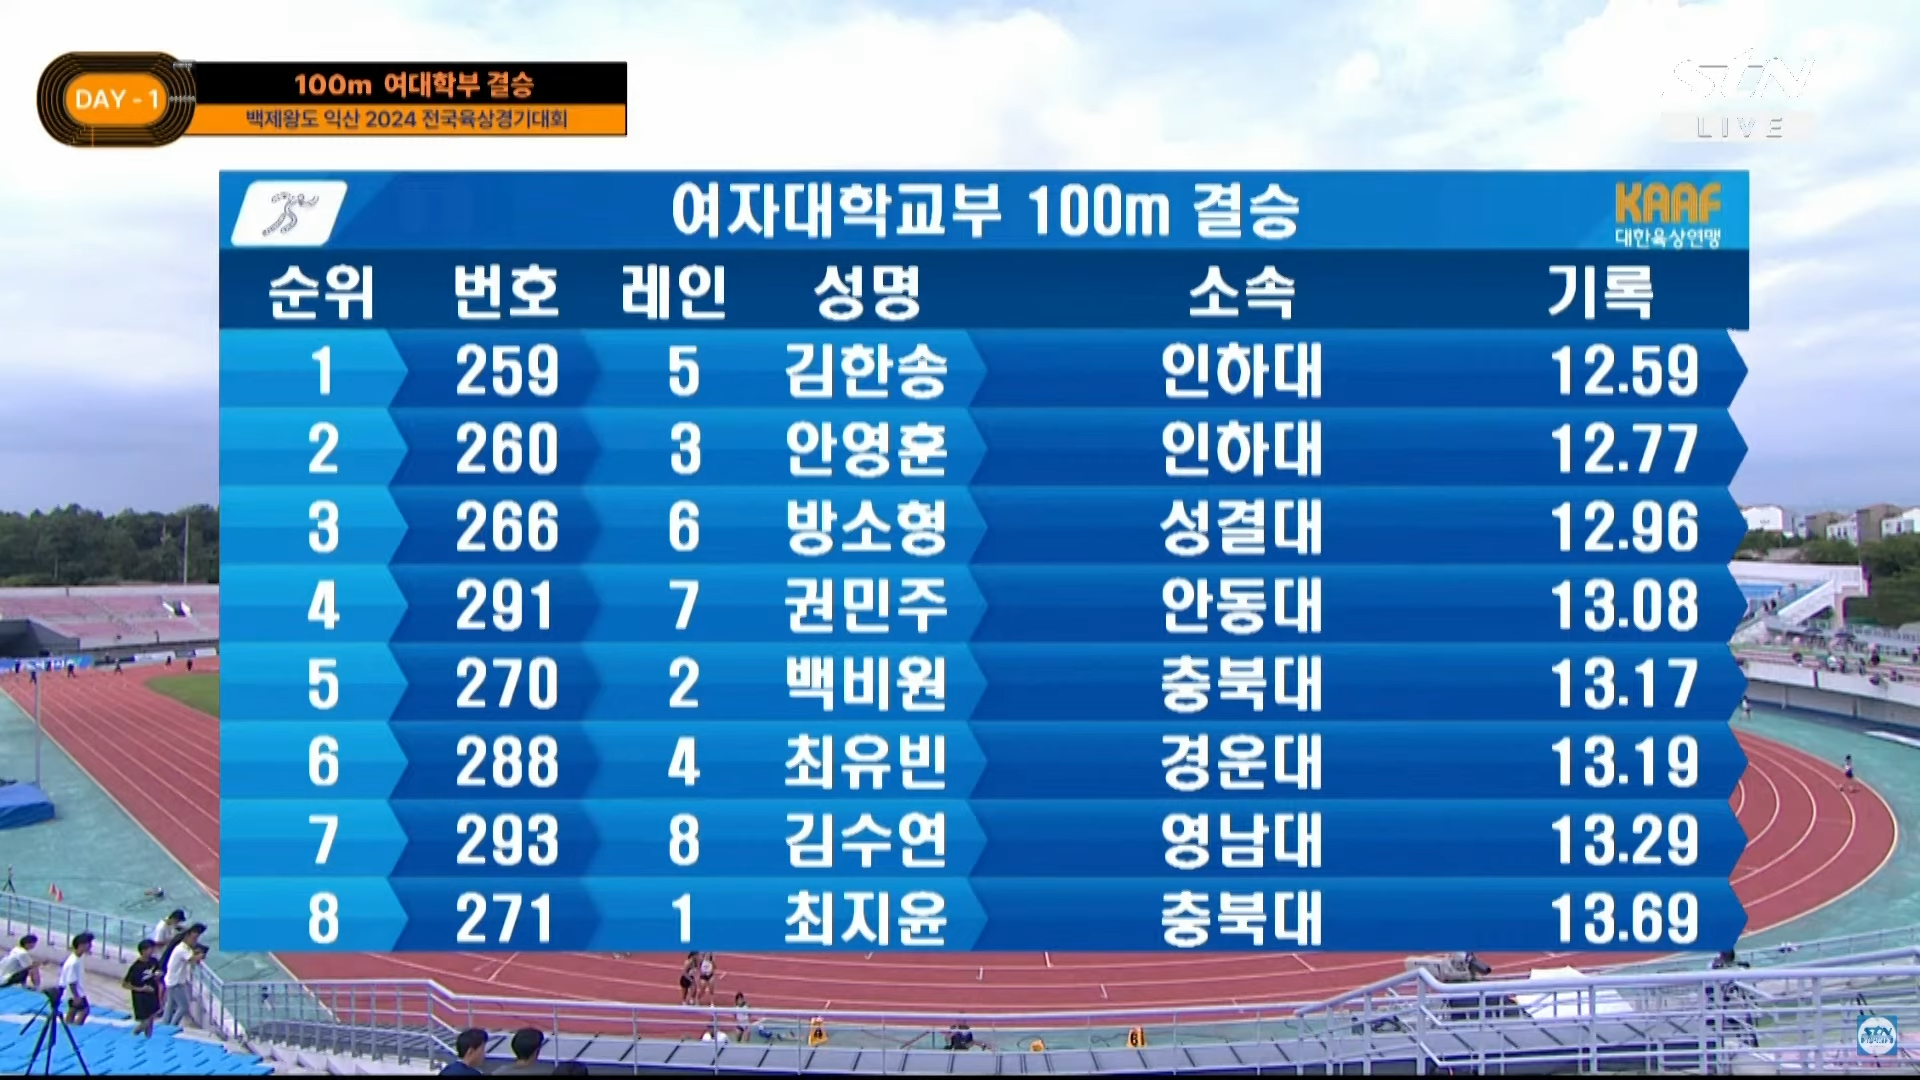 DAY - 1
100m 여대학부 결승
백제왕도 익산 2024 전국육상경기대회
STN
LIVE
여자대학교부 100m 결승
KAAF
대한육상연맹
순위 번호 레인 성명 소속 기록
1 259 5 김한송 인하대 12.59
2 260 3 안영훈 인하대 12.77
3 266 6 방소형 성결대 12.96
4 291 7 권민주 안동대 13.08
5 270 2 백비원 충북대 13.17
6 288 4 최유빈 경운대 13.19
7 293 8 김수연 영남대 13.29
8 271 1 최지윤 충북대 13.69
STN
SPORTS